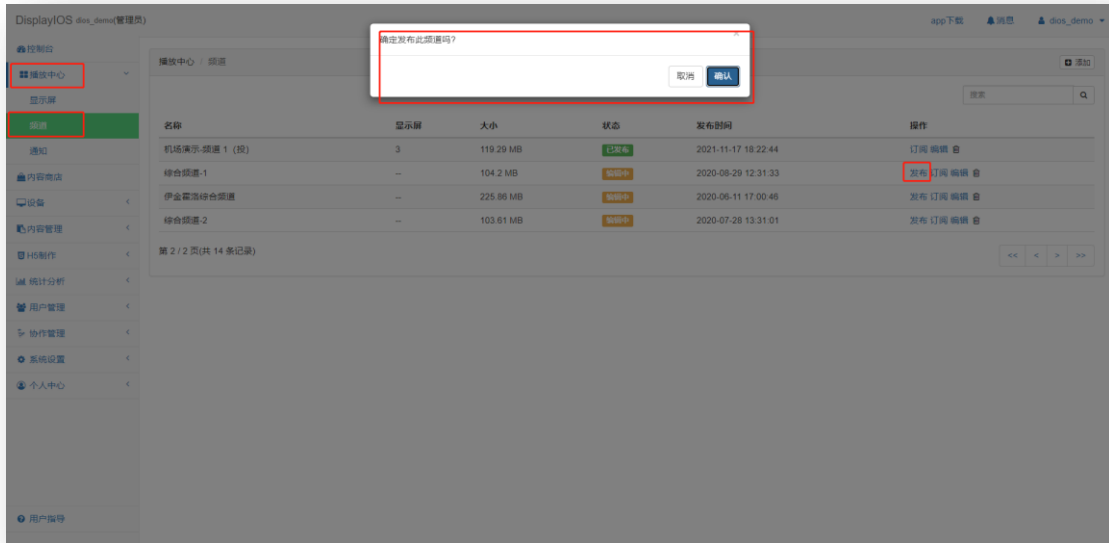 DisplayIOS dios_demo(管理员)
app下载 消息 dios_demo
确定发布此频道吗?
×
取消 确认
控制台
播放中心
显示屏
频道
通知
内容商店
设备
内容管理
H5制作
统计分析
用户管理
协作管理
系统设置
个人中心
用户指导
播放中心 / 频道
添加
搜索
名称 显示屏 大小 状态 发布时间 操作
机场演示-频道 1 (投) 3 119.29 MB 已发布 2021-11-17 18:22:44 订阅 编辑
综合频道-1 -- 104.2 MB 编辑中 2020-08-29 12:31:33 发布 订阅 编辑
伊金霍洛综合频道 -- 225.86 MB 编辑中 2020-06-11 17:00:46 发布 订阅 编辑
综合频道-2 -- 103.61 MB 编辑中 2020-07-28 13:31:01 发布 订阅 编辑
第 2 / 2 页(共 14 条记录)
<< < > >>